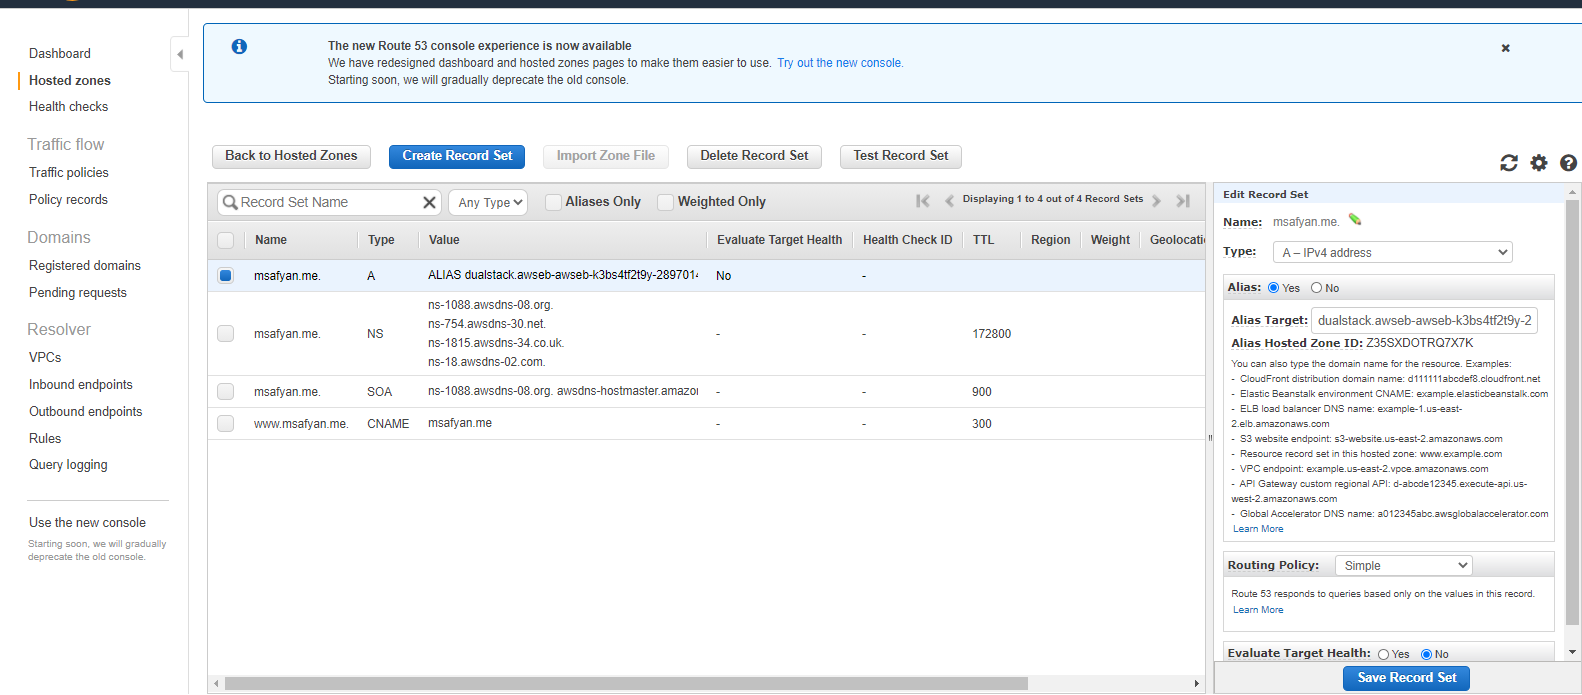 Dashboard
Hosted zones
Health checks
Traffic flow
Traffic policies
Policy records
Domains
Registered domains
Pending requests
Resolver
VPCs
Inbound endpoints
Outbound endpoints
Rules
Query logging
Use the new console
Starting soon, we will gradually
deprecate the old console.
The new Route 53 console experience is now available
We have redesigned dashboard and hosted zones pages to make them easier to use. Try out the new console.
Starting soon, we will gradually deprecate the old console.
Back to Hosted Zones Create Record Set Import Zone File Delete Record Set Test Record Set
Record Set Name Any Type Aliases Only Weighted Only Displaying 1 to 4 out of 4 Record Sets
Name Type Value Evaluate Target Health Health Check ID TTL Region Weight Geolocati
msafyan.me. A ALIAS dualstack.awseb-awseb-k3bs4tf2t9y-289701 No -
ns-1088.awsdns-08.org.
ns-754.awsdns-30.net.
msafyan.me. NS - - 172800
ns-1815.awsdns-34.co.uk.
ns-18.awsdns-02.com.
msafyan.me. SOA ns-1088.awsdns-08.org. awsdns-hostmaster.amazo - - 900
www.msafyan.me. CNAME msafyan.me - - 300
Edit Record Set
Name: msafyan.me.
Type: A – IPv4 address
Alias: Yes No
Alias Target: dualstack.awseb-awseb-k3bs4tf2t9y-2
Alias Hosted Zone ID: Z35SXDOTRQ7X7K
You can also type the domain name for the resource. Examples:
- CloudFront distribution domain name: d111111abcdef8.cloudfront.net
- Elastic Beanstalk environment CNAME: example.elasticbeanstalk.com
- ELB load balancer DNS name: example-1.us-east-
2.elb.amazonaws.com
- S3 website endpoint: s3-website.us-east-2.amazonaws.com
- Resource record set in this hosted zone: www.example.com
- VPC endpoint: example.us-east-2.vpce.amazonaws.com
- API Gateway custom regional API: d-abcde12345.execute-api.us-
west-2.amazonaws.com
- Global Accelerator DNS name: a012345abc.awsglobalaccelerator.com
Learn More
Routing Policy: Simple
Route 53 responds to queries based only on the values in this record.
Learn More
Evaluate Target Health: Yes No
Save Record Set